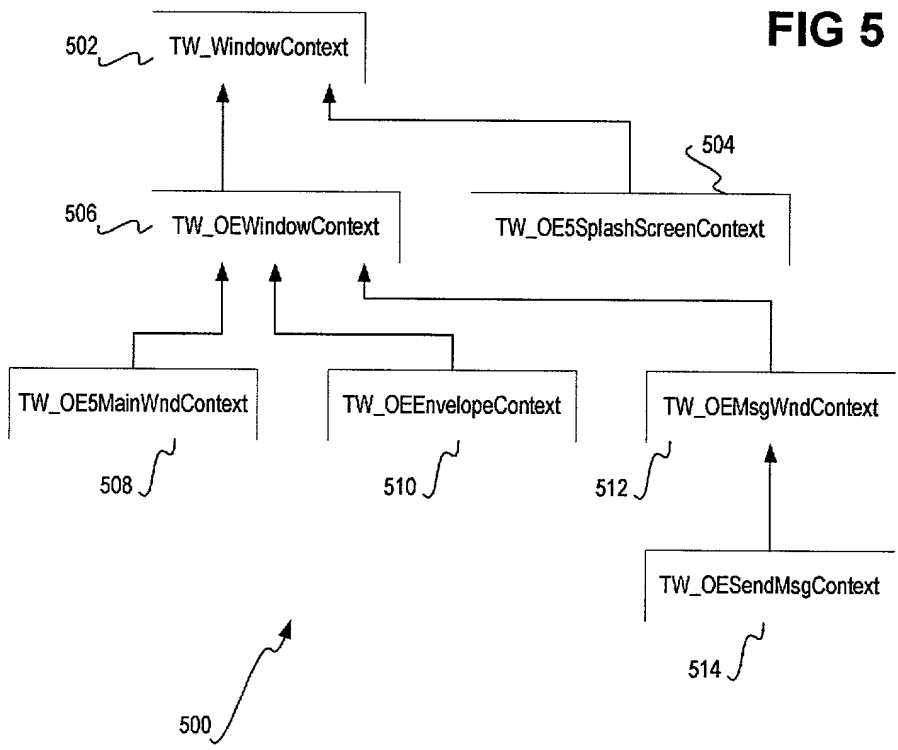 FIG 5
502
TW_WindowContext
504
506
TW_OEWindowContext
TW_OE5SplashScreenContext
TW_OE5MainWndContext
TW_OEEnvelopeContext
TW_OEMsgWndContext
508
510
512
TW_OESendMsgContext
514
500